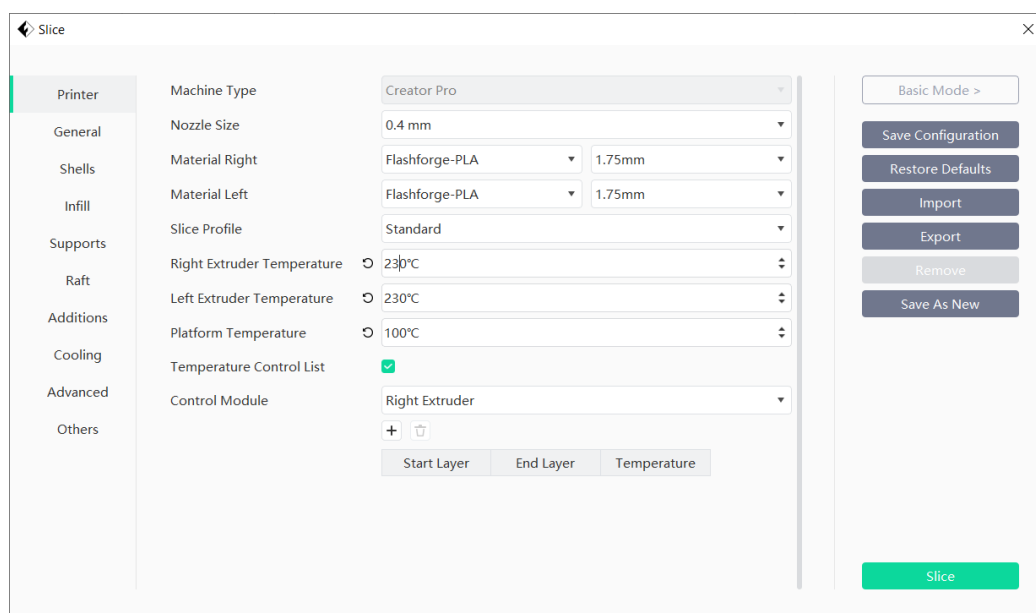 Slice
Printer
General
Shells
Infill
Supports
Raft
Additions
Cooling
Advanced
Others
Machine Type Creator Pro
Nozzle Size 0.4 mm
Material Right Flashforge-PLA 1.75mm
Material Left Flashforge-PLA 1.75mm
Slice Profile Standard
Right Extruder Temperature 230℃
Left Extruder Temperature 230℃
Platform Temperature 100℃
Temperature Control List
Control Module Right Extruder
Start Layer End Layer Temperature
Basic Mode >
Save Configuration
Restore Defaults
Import
Export
Remove
Save As New
Slice